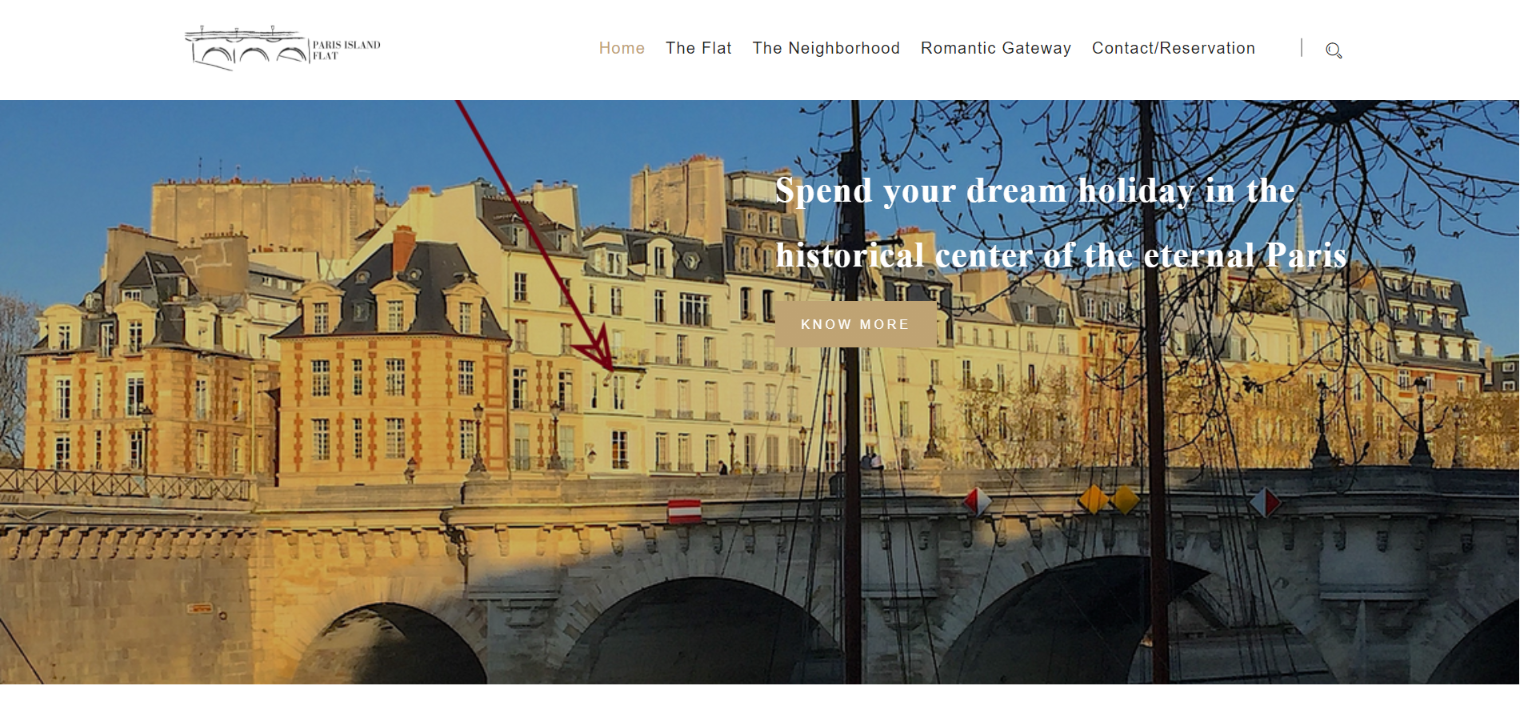 PARIS ISLAND
FLAT
Home The Flat The Neighborhood Romantic Gateway Contact/Reservation
Spend your dream holiday in the
historical center of the eternal Paris
KNOW MORE